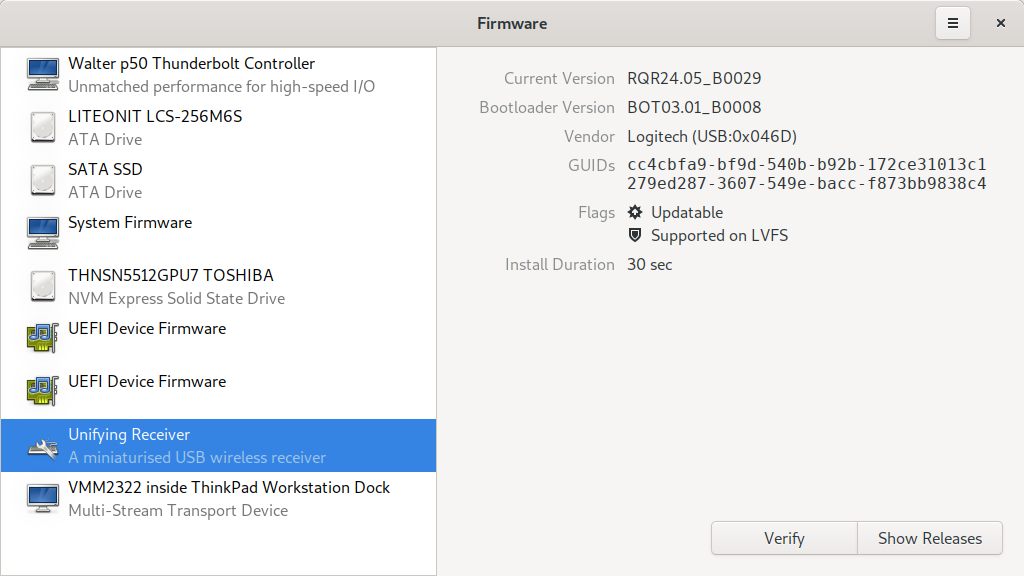 Firmware
Walter p50 Thunderbolt Controller
Unmatched performance for high-speed I/O
LITEONIT LCS-256M6S
ATA Drive
SATA SSD
ATA Drive
System Firmware
THNSN5512GPU7 TOSHIBA
NVM Express Solid State Drive
UEFI Device Firmware
UEFI Device Firmware
Unifying Receiver
A miniaturised USB wireless receiver
VMM2322 inside ThinkPad Workstation Dock
Multi-Stream Transport Device
Current Version RQR24.05_B0029
Bootloader Version BOT03.01_B0008
Vendor Logitech (USB:0x046D)
GUIDs cc4cbfa9-bf9d-540b-b92b-172ce31013c1
279ed287-3607-549e-bacc-f873bb9838c4
Flags Updatable
Supported on LVFS
Install Duration 30 sec
Verify Show Releases